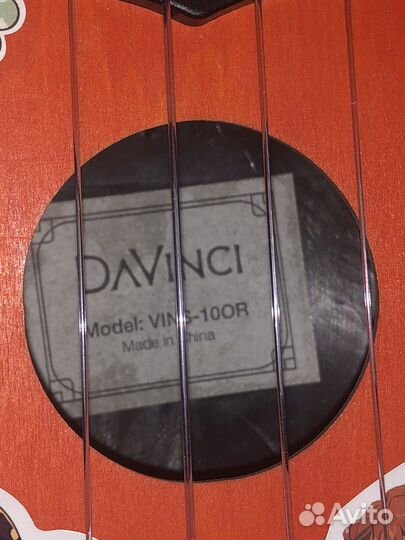 DAVINCI
Model: VINS-10OR
Made in China
Avito